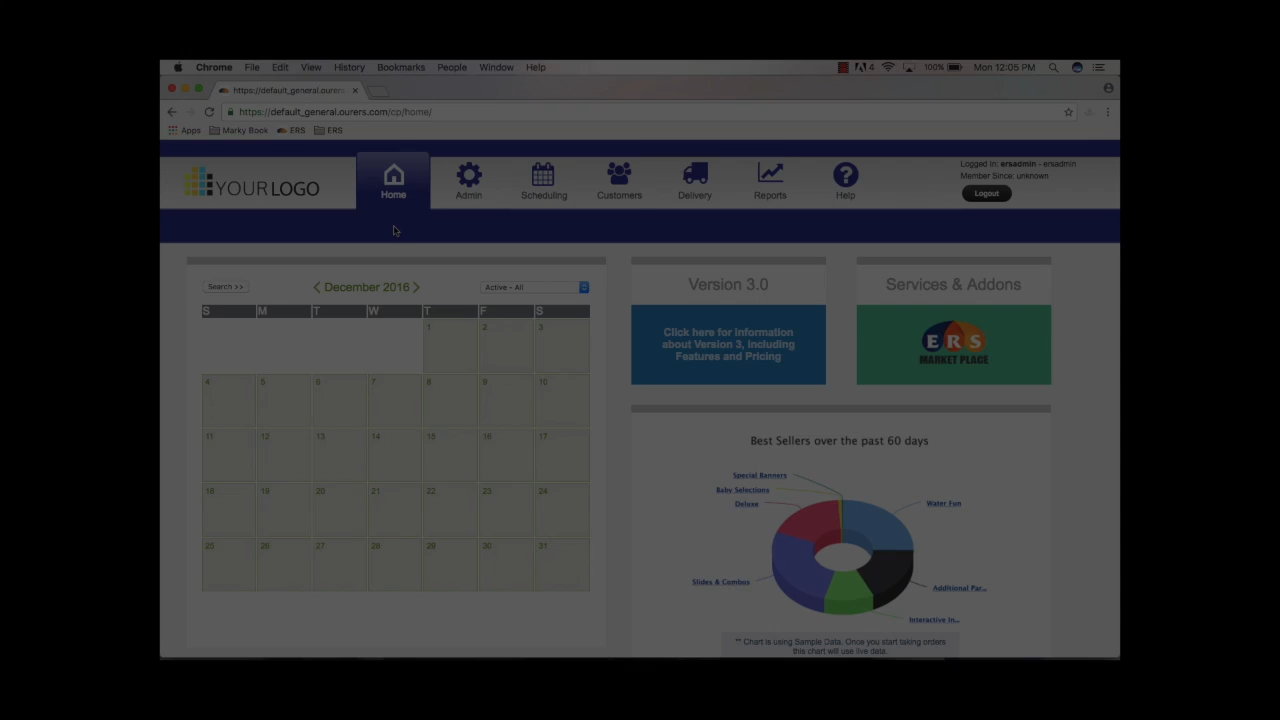 Chrome File Edit View History Bookmarks People Window Help 4 100% Mon 12:05 PM
https://default_general.ourers.
https://default_general.ourers.com/cp/home/
Apps Marky Book ERS ERS
YOUR LOGO
Home
Admin
Scheduling
Customers
Delivery
Reports
Help
Logged in: ersadmin - ersadmin
Member Since: unknown
Logout
Search >>
December 2016
Active - All
S M T W T F S
1 2 3
4 5 6 7 8 9 10
11 12 13 14 15 16 17
18 19 20 21 22 23 24
25 26 27 28 29 30 31
Version 3.0
Click here for information
about Version 3, including
Features and Pricing
Services & Addons
ERS
MARKET PLACE
Best Sellers over the past 60 days
Special Banners
Baby Selections
Deluxe
Water Fun
Slides & Combos
Additional Par...
Interactive In...
** Chart is using Sample Data. Once you start taking orders
this chart will use live data.